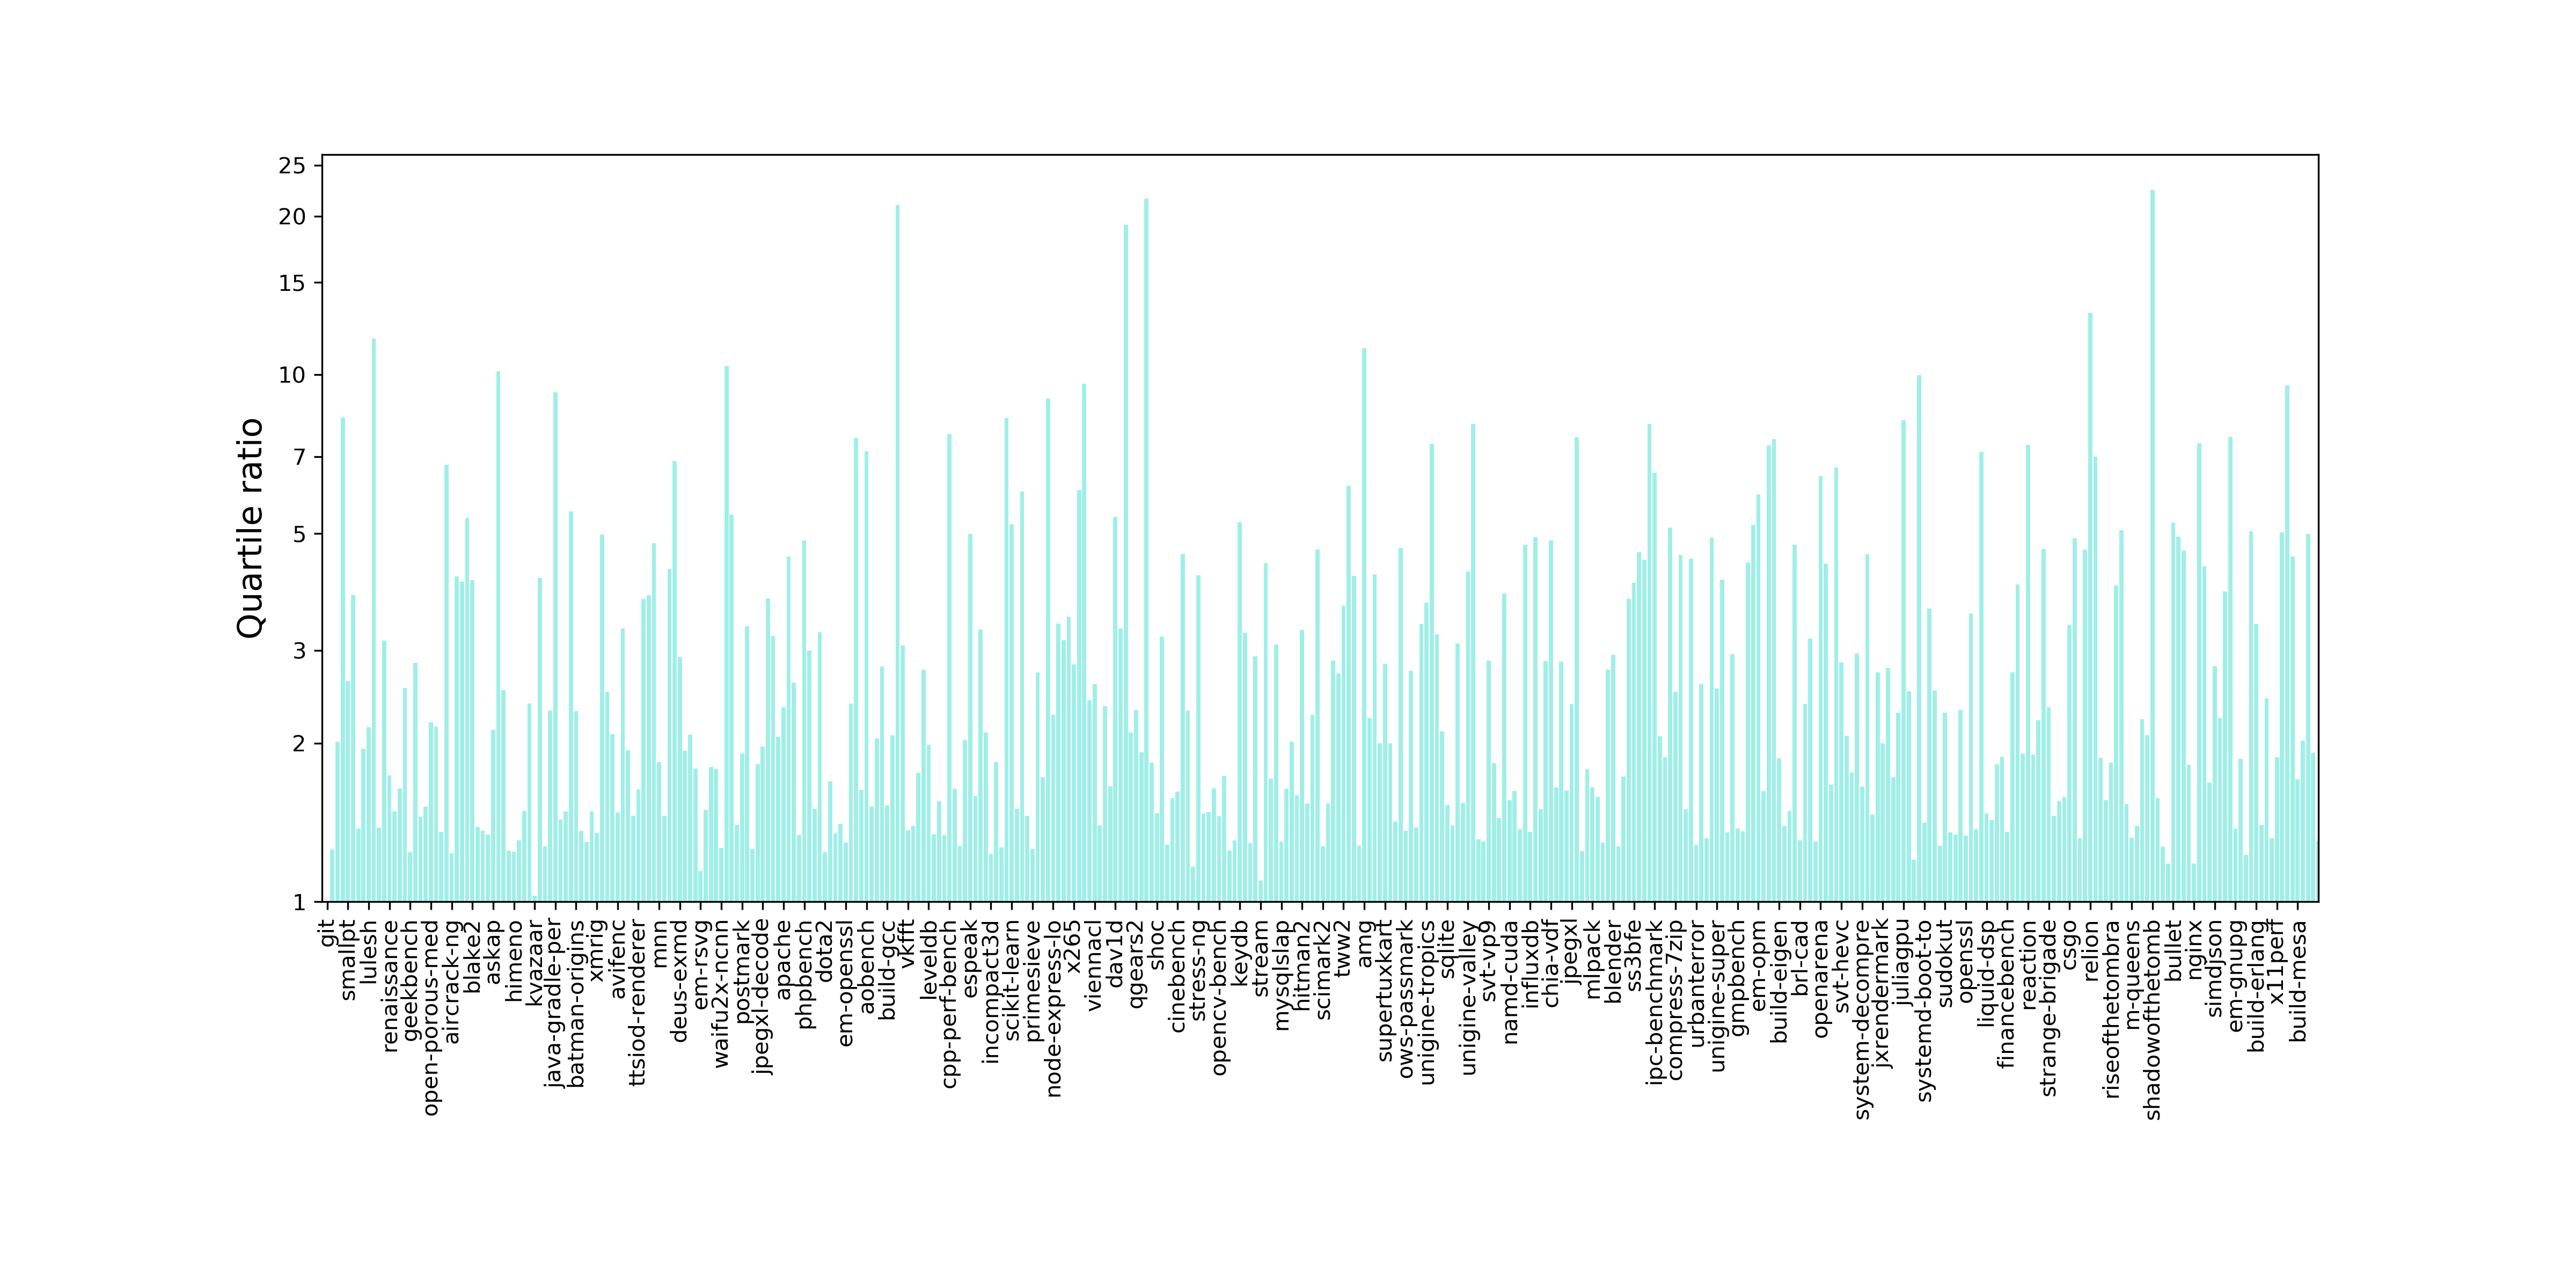 Quartile ratio
25
20
15
10
7
5
3
2
1
git
smallpt
lulesh
renaissance
geekbench
open-porous-med
aircrack-ng
blake2
askap
himeno
kvazaar
java-gradle-per
batman-origins
xmrig
avifenc
ttsiod-renderer
mnn
deus-exmd
em-rsvg
waifu2x-ncnn
postmark
jpegxl-decode
apache
phpbench
dota2
em-openssl
aobench
build-gcc
vkfft
leveldb
cpp-perf-bench
espeak
incompact3d
scikit-learn
primesieve
node-express-lo
x265
viennacl
dav1d
qgears2
shoc
cinebench
stress-ng
opencv-bench
keydb
stream
mysqlslap
hitman2
scimark2
tww2
amg
supertuxkart
ows-passmark
unigine-tropics
sqlite
unigine-valley
svt-vp9
namd-cuda
influxdb
chia-vdf
jpegxl
mlpack
blender
ss3bfe
ipc-benchmark
compress-7zip
urbanterror
unigine-super
gmpbench
em-opm
build-eigen
brl-cad
openarena
svt-hevc
system-decompre
jxrendermark
juliagpu
systemd-boot-to
sudokut
openssl
liquid-dsp
financebench
reaction
strange-brigade
csgo
relion
riseofthetombra
m-queens
shadowofthetomb
bullet
nginx
simdjson
em-gnupg
build-erlang
x11perf
build-mesa